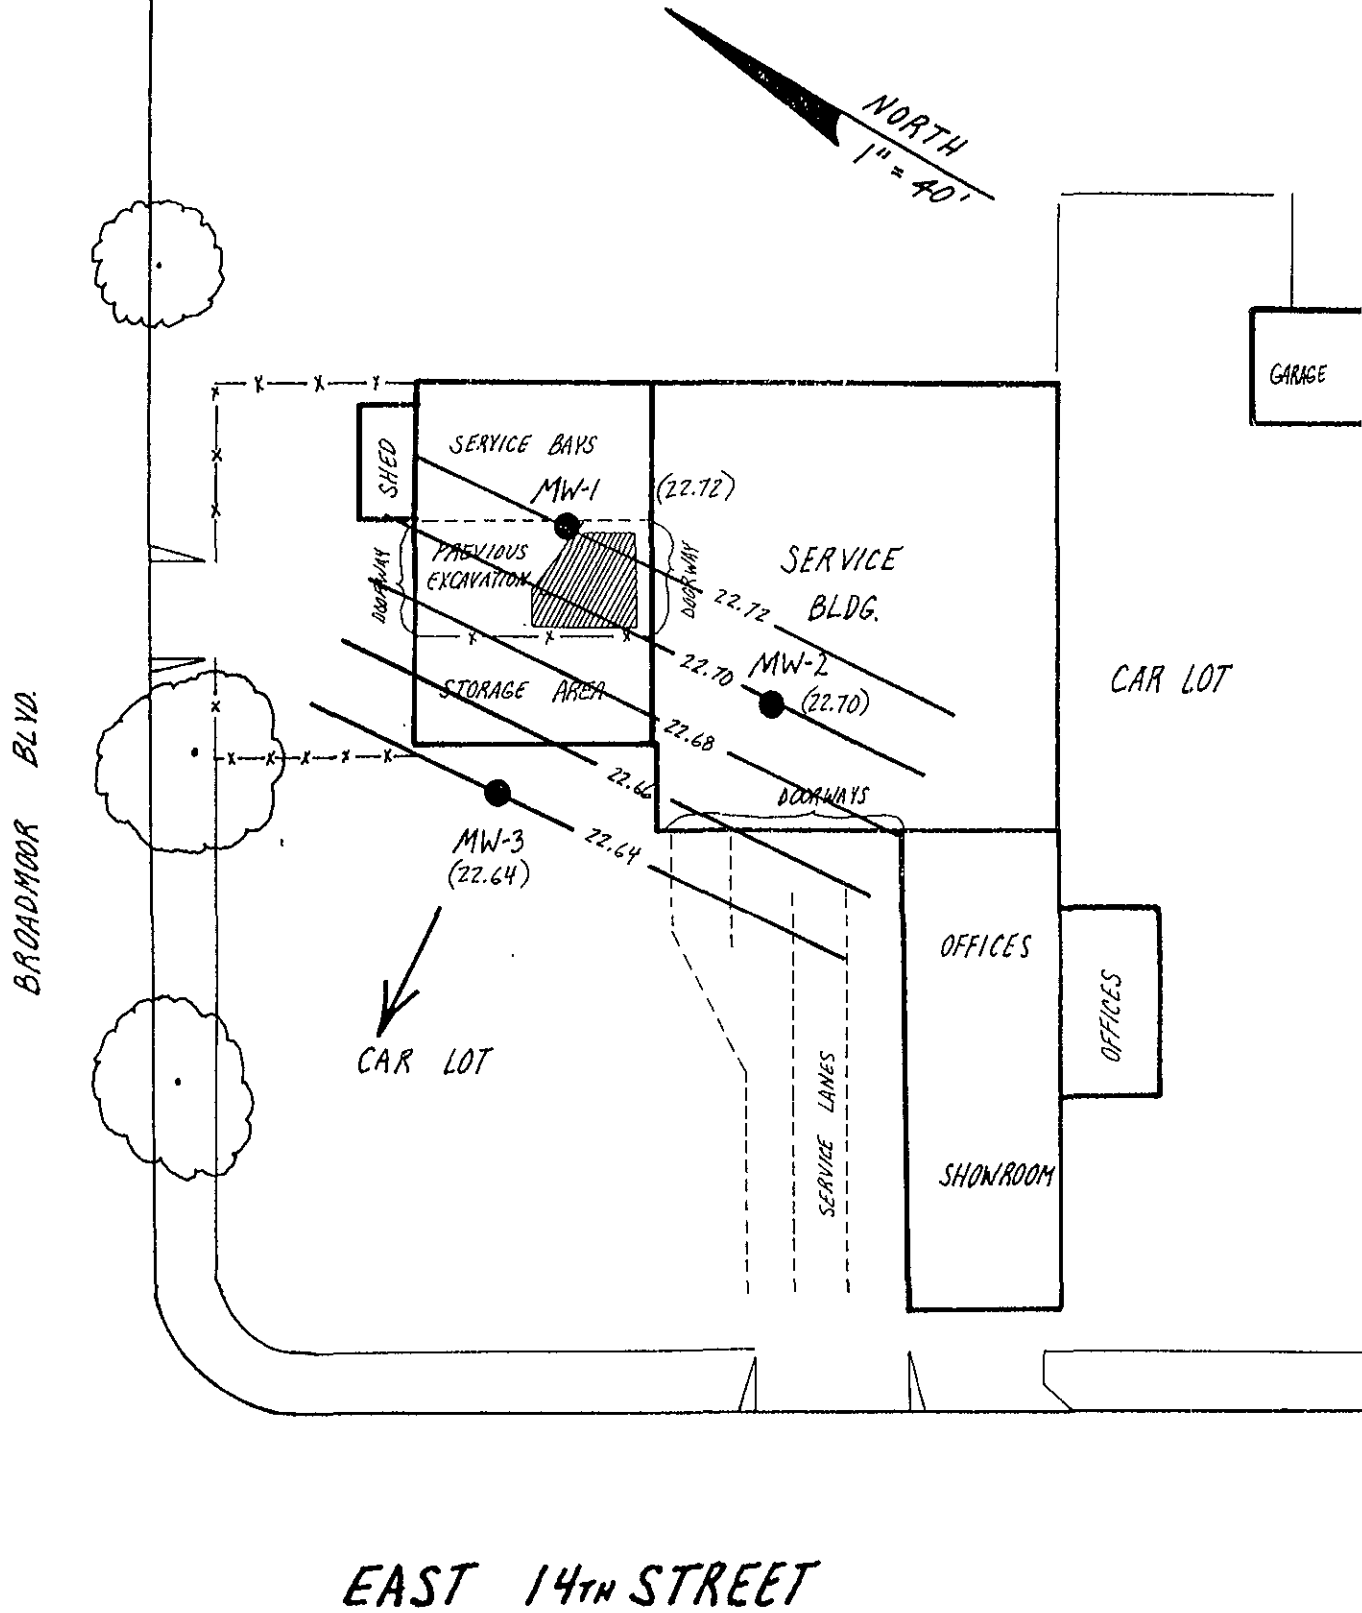 NORTH
1" = 40'
GARAGE
SERVICE BAYS
SHED
MW-1
(22.72)
PREVIOUS
EXCAVATION
DOORWAY
DOORWAY
SERVICE
BLDG.
22.72
22.70
MW-2
(22.70)
CAR LOT
STORAGE AREA
22.68
22.66
DOORWAYS
22.64
MW-3
(22.64)
BROADMOOR BLVD.
OFFICES
OFFICES
CAR LOT
SERVICE LANES
SHOWROOM
EAST 14TH STREET